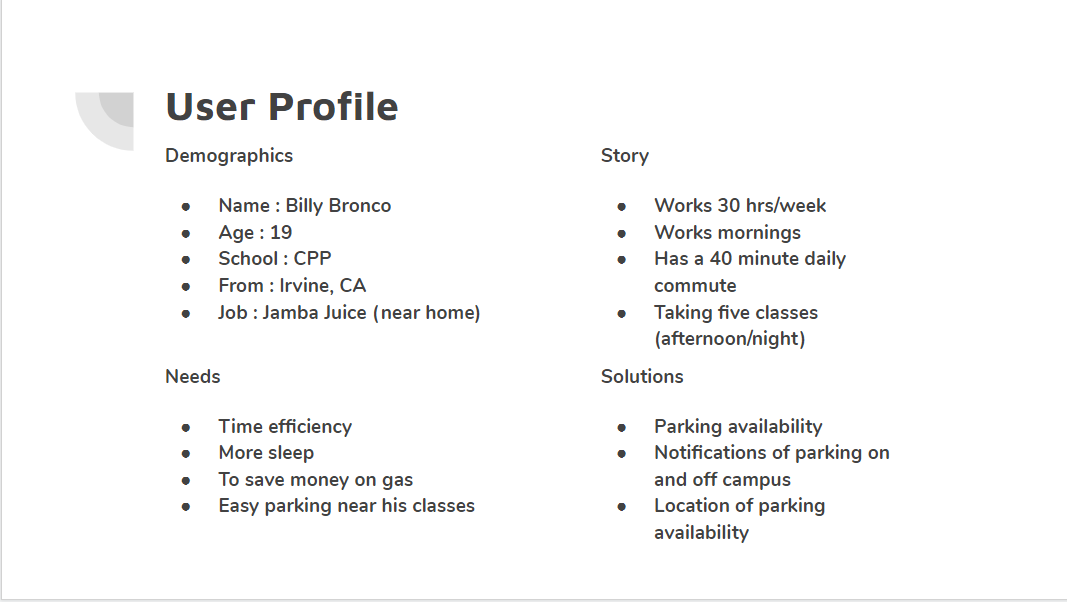 User Profile
Demographics
● Name : Billy Bronco
● Age : 19
● School : CPP
● From : Irvine, CA
● Job : Jamba Juice (near home)
Story
● Works 30 hrs/week
● Works mornings
● Has a 40 minute daily
commute
● Taking five classes
(afternoon/night)
Needs
● Time efficiency
● More sleep
● To save money on gas
● Easy parking near his classes
Solutions
● Parking availability
● Notifications of parking on
and off campus
● Location of parking
availability